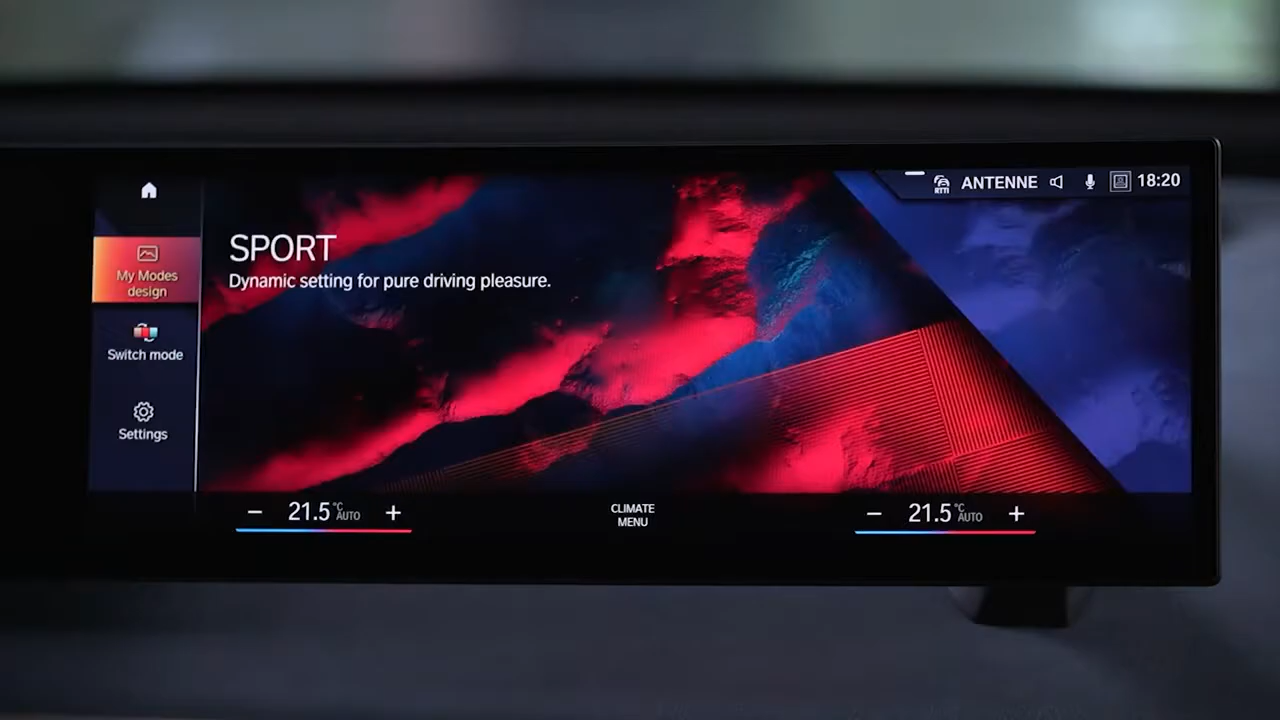 RTTI ANTENNE 18:20
My Modes
design
Switch mode
Settings
SPORT
Dynamic setting for pure driving pleasure.
− 21.5 °C AUTO +
CLIMATE
MENU
− 21.5 °C AUTO +